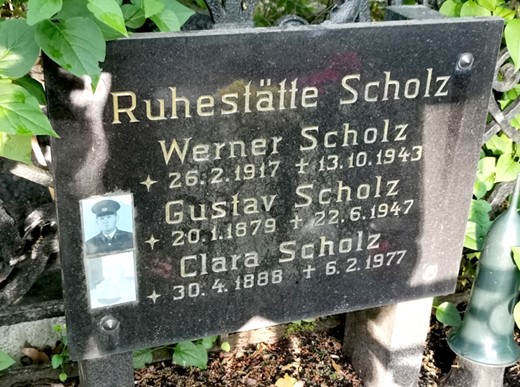 Ruhestätte Scholz
Werner Scholz
26.2.1917 + 13.10.1943
Gustav Scholz
20.1.1879 + 22.6.1947
Clara Scholz
30.4.1888 + 6.2.1977